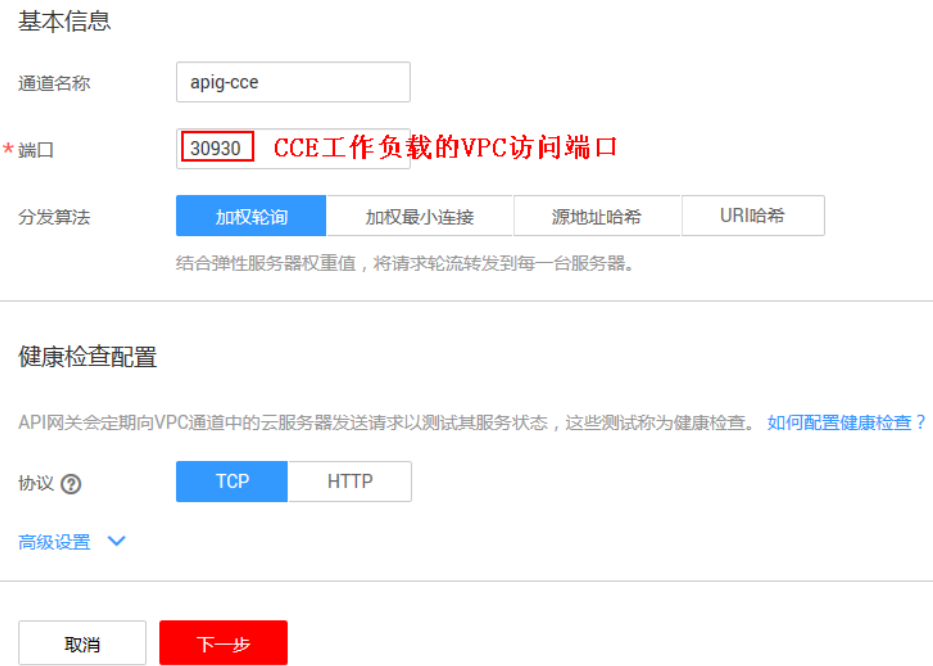 基本信息
通道名称 apig-cce
*端口 30930 CCE工作负载的VPC访问端口
分发算法 加权轮询 加权最小连接 源地址哈希 URI哈希
结合弹性服务器权重值，将请求轮流转发到每一台服务器。
健康检查配置
API网关会定期向VPC通道中的云服务器发送请求以测试其服务状态，这些测试称为健康检查。 如何配置健康检查？
协议 ? TCP HTTP
高级设置
取消 下一步